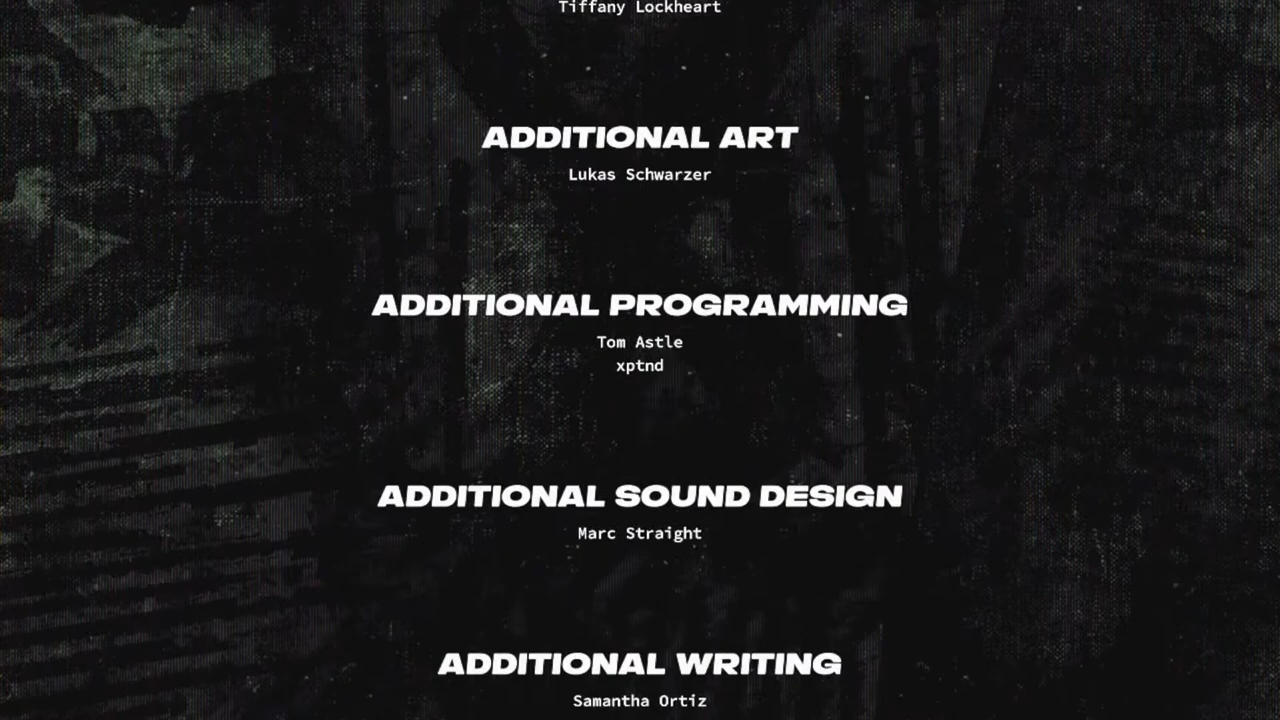 Tiffany Lockheart
ADDITIONAL ART
Lukas Schwarzer
ADDITIONAL PROGRAMMING
Tom Astle
xptnd
ADDITIONAL SOUND DESIGN
Marc Straight
ADDITIONAL WRITING
Samantha Ortiz